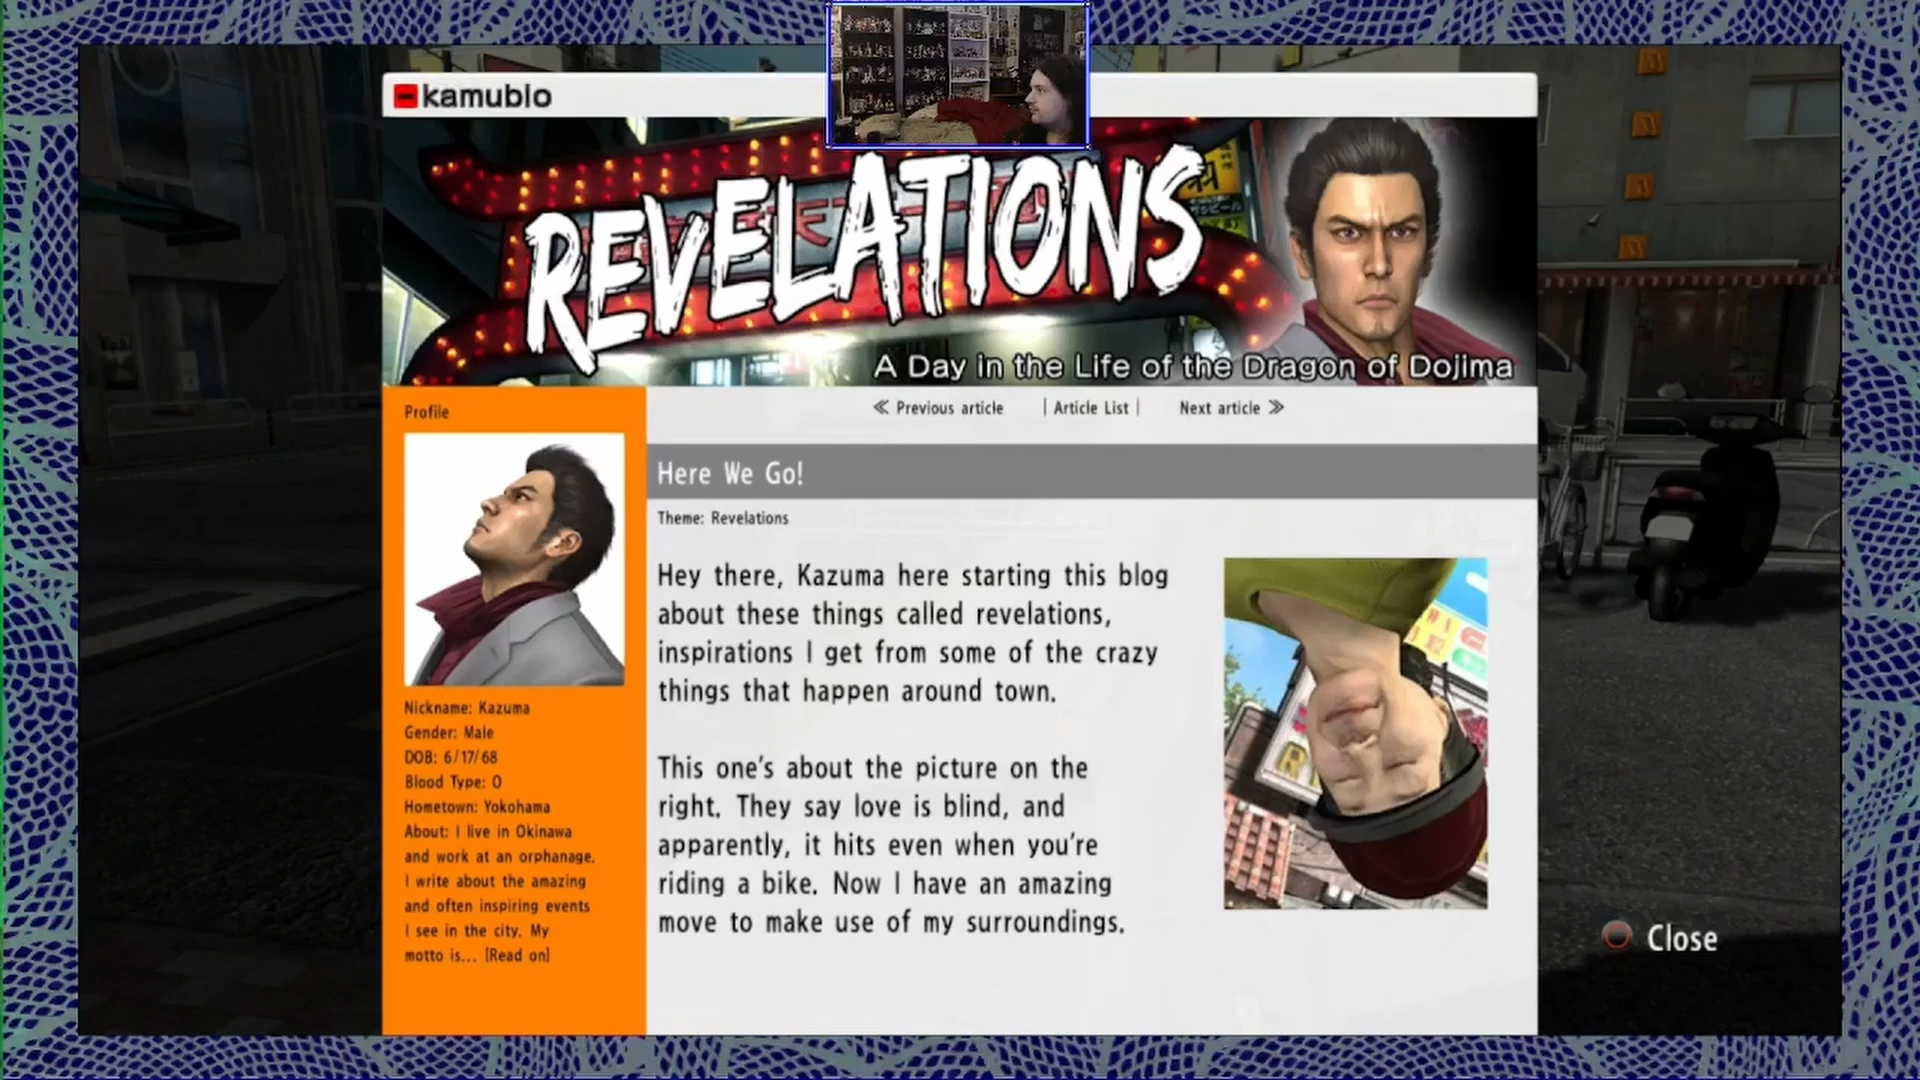 kamublo
REVELATIONS
A Day in the Life of the Dragon of Dojima
Profile
Nickname: Kazuma
Gender: Male
DOB: 6/17/68
Blood Type: O
Hometown: Yokohama
About: I live in Okinawa
and work at an orphanage.
I write about the amazing
and often inspiring events
I see in the city. My
motto is... [Read on]
≪ Previous article | Article List | Next article ≫
Here We Go!
Theme: Revelations
Hey there, Kazuma here starting this blog
about these things called revelations,
inspirations I get from some of the crazy
things that happen around town.
This one's about the picture on the
right. They say love is blind, and
apparently, it hits even when you're
riding a bike. Now I have an amazing
move to make use of my surroundings.
Close